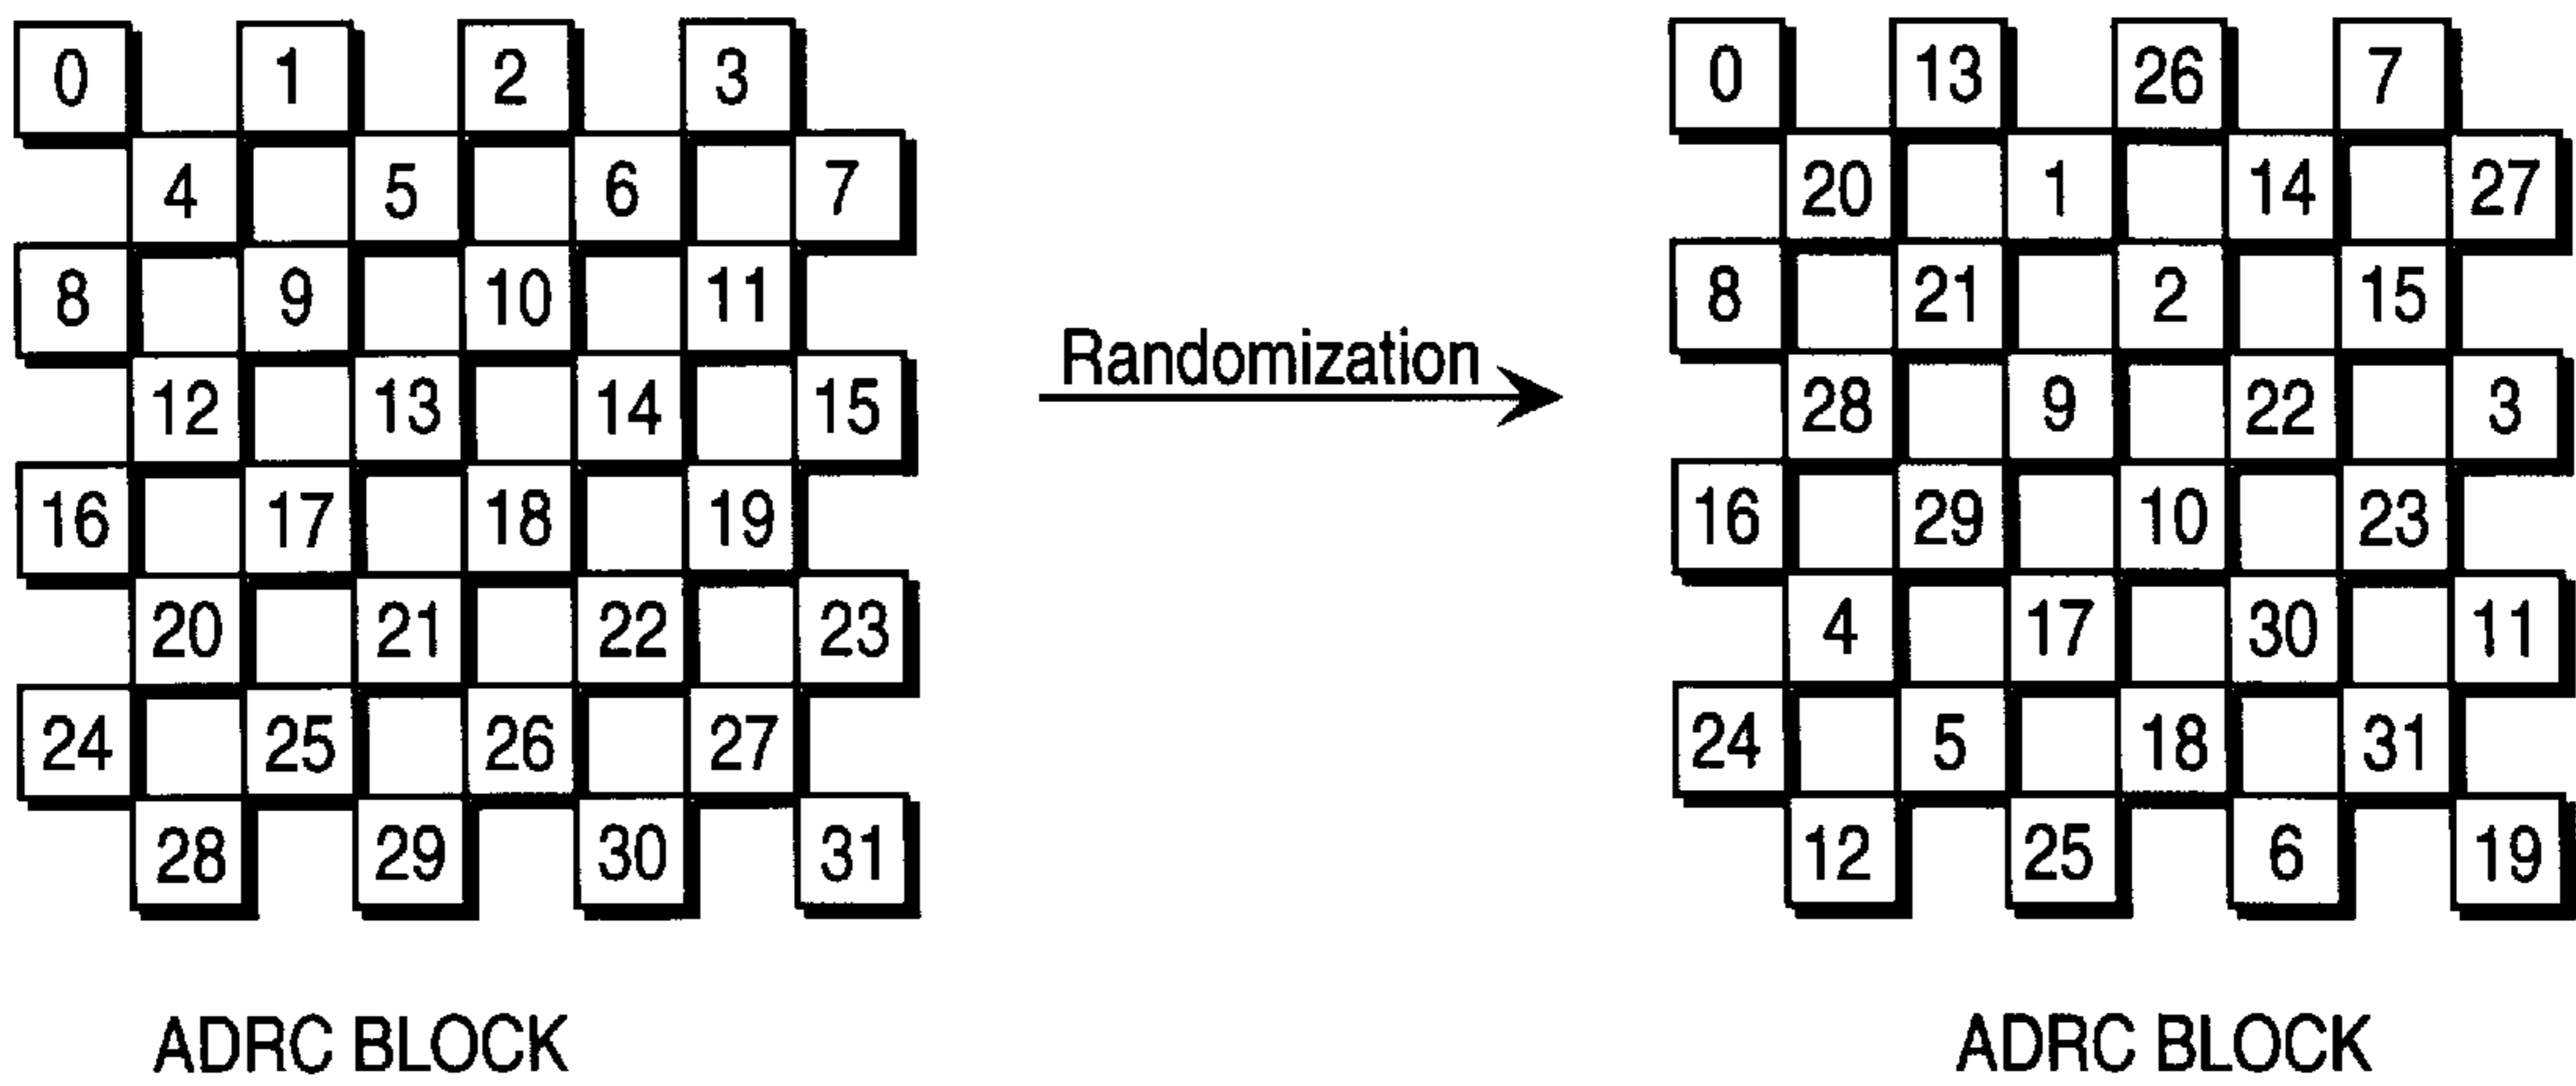 0 1 2 3
4 5 6 7
8 9 10 11
12 13 14 15
16 17 18 19
20 21 22 23
24 25 26 27
28 29 30 31
ADRC BLOCK
Randomization
0 13 26 7
20 1 14 27
8 21 2 15
28 9 22 3
16 29 10 23
4 17 30 11
24 5 18 31
12 25 6 19
ADRC BLOCK